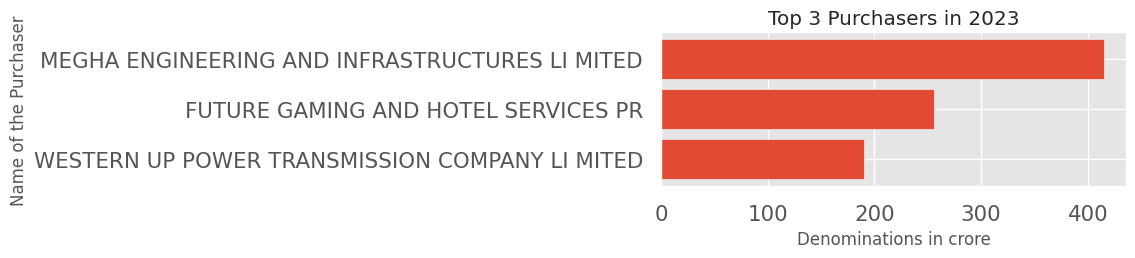 Top 3 Purchasers in 2023
Name of the Purchaser
MEGHA ENGINEERING AND INFRASTRUCTURES LI MITED
FUTURE GAMING AND HOTEL SERVICES PR
WESTERN UP POWER TRANSMISSION COMPANY LI MITED
0 100 200 300 400
Denominations in crore